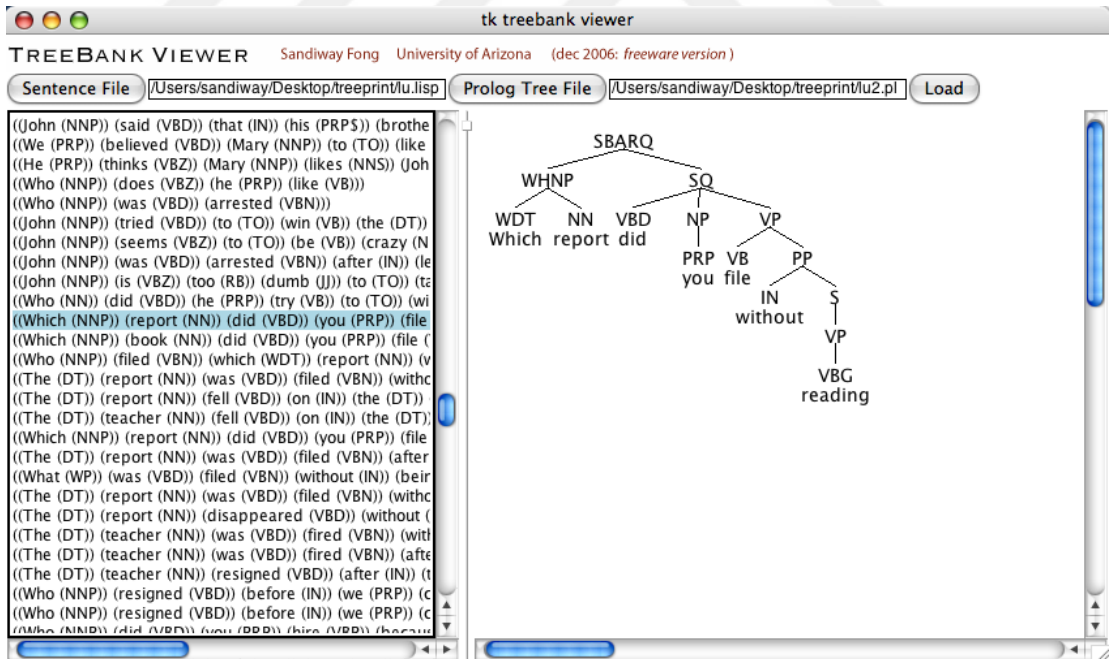 tk treebank viewer
TREEBANK VIEWER Sandiway Fong University of Arizona (dec 2006: freeware version )
Sentence File /Users/sandiway/Desktop/treeprint/lu.lisp Prolog Tree File /Users/sandiway/Desktop/treeprint/lu2.pl Load
((John (NNP)) (said (VBD)) (that (IN)) (his (PRP$)) (brothe
((We (PRP)) (believed (VBD)) (Mary (NNP)) (to (TO)) (like
((He (PRP)) (thinks (VBZ)) (Mary (NNP)) (likes (NNS)) (Joh
((Who (NNP)) (does (VBZ)) (he (PRP)) (like (VB)))
((Who (NNP)) (was (VBD)) (arrested (VBN)))
((John (NNP)) (tried (VBD)) (to (TO)) (win (VB)) (the (DT))
((John (NNP)) (seems (VBZ)) (to (TO)) (be (VB)) (crazy (N
((John (NNP)) (was (VBD)) (arrested (VBN)) (after (IN)) (le
((John (NNP)) (is (VBZ)) (too (RB)) (dumb (JJ)) (to (TO)) (ta
((Who (NN)) (did (VBD)) (he (PRP)) (try (VB)) (to (TO)) (wi
((Which (NNP)) (report (NN)) (did (VBD)) (you (PRP)) (file
((Which (NNP)) (book (NN)) (did (VBD)) (you (PRP)) (file (
((Who (NNP)) (filed (VBN)) (which (WDT)) (report (NN)) (v
((The (DT)) (report (NN)) (was (VBD)) (filed (VBN)) (withc
((The (DT)) (report (NN)) (fell (VBD)) (on (IN)) (the (DT))
((The (DT)) (teacher (NN)) (fell (VBD)) (on (IN)) (the (DT))
((Which (NNP)) (report (NN)) (did (VBD)) (you (PRP)) (file
((The (DT)) (report (NN)) (was (VBD)) (filed (VBN)) (after
((What (WP)) (was (VBD)) (filed (VBN)) (without (IN)) (beir
((The (DT)) (report (NN)) (was (VBD)) (filed (VBN)) (withc
((The (DT)) (report (NN)) (disappeared (VBD)) (without (
((The (DT)) (teacher (NN)) (was (VBD)) (fired (VBN)) (with
((The (DT)) (teacher (NN)) (was (VBD)) (fired (VBN)) (afte
((The (DT)) (teacher (NN)) (resigned (VBD)) (after (IN)) (t
((Who (NNP)) (resigned (VBD)) (before (IN)) (we (PRP)) (c
((Who (NNP)) (resigned (VBD)) (before (IN)) (we (PRP)) (c
((Who (NNP)) (did (VBD)) (you (PRP)) (hire (VBP)) (becaus
SBARQ
WHNP SQ
WDT NN VBD NP VP
Which report did
PRP VB PP
you file
IN S
without
VP
VBG
reading